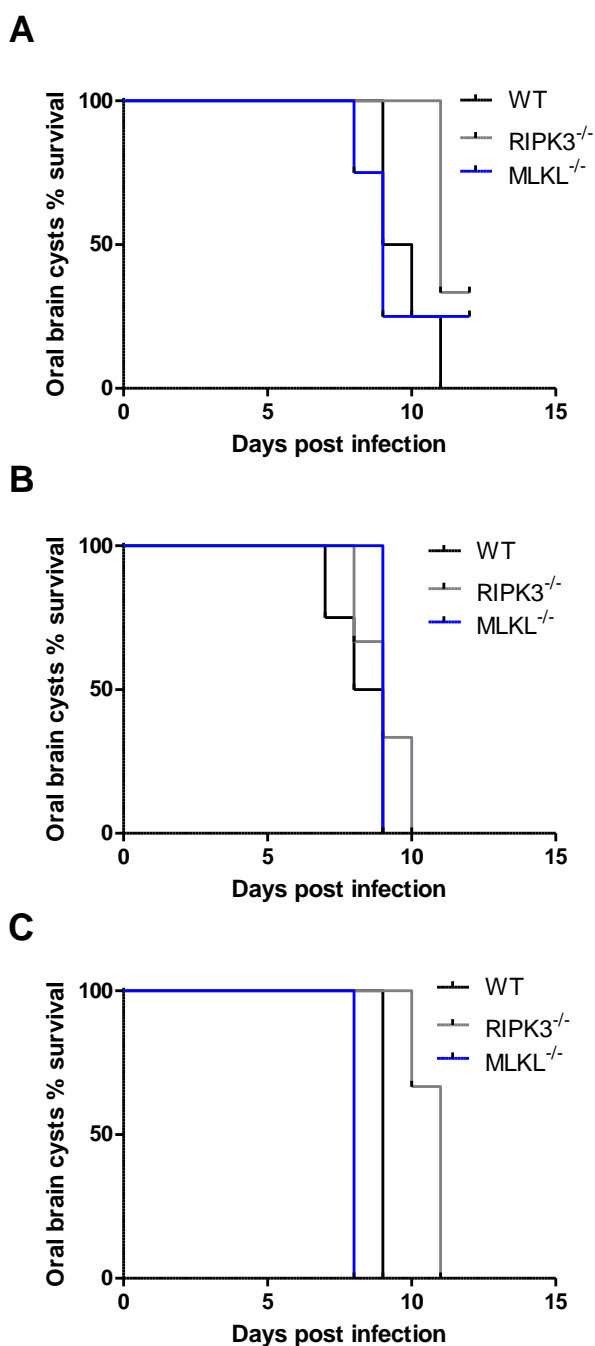 A
Oral brain cysts % survival
100
50
0
0 5 10 15
Days post infection
WT
RIPK3-/-
MLKL-/-
B
Oral brain cysts % survival
100
50
0
0 5 10 15
Days post infection
WT
RIPK3-/-
MLKL-/-
C
Oral brain cysts % survival
100
50
0
0 5 10 15
Days post infection
WT
RIPK3-/-
MLKL-/-